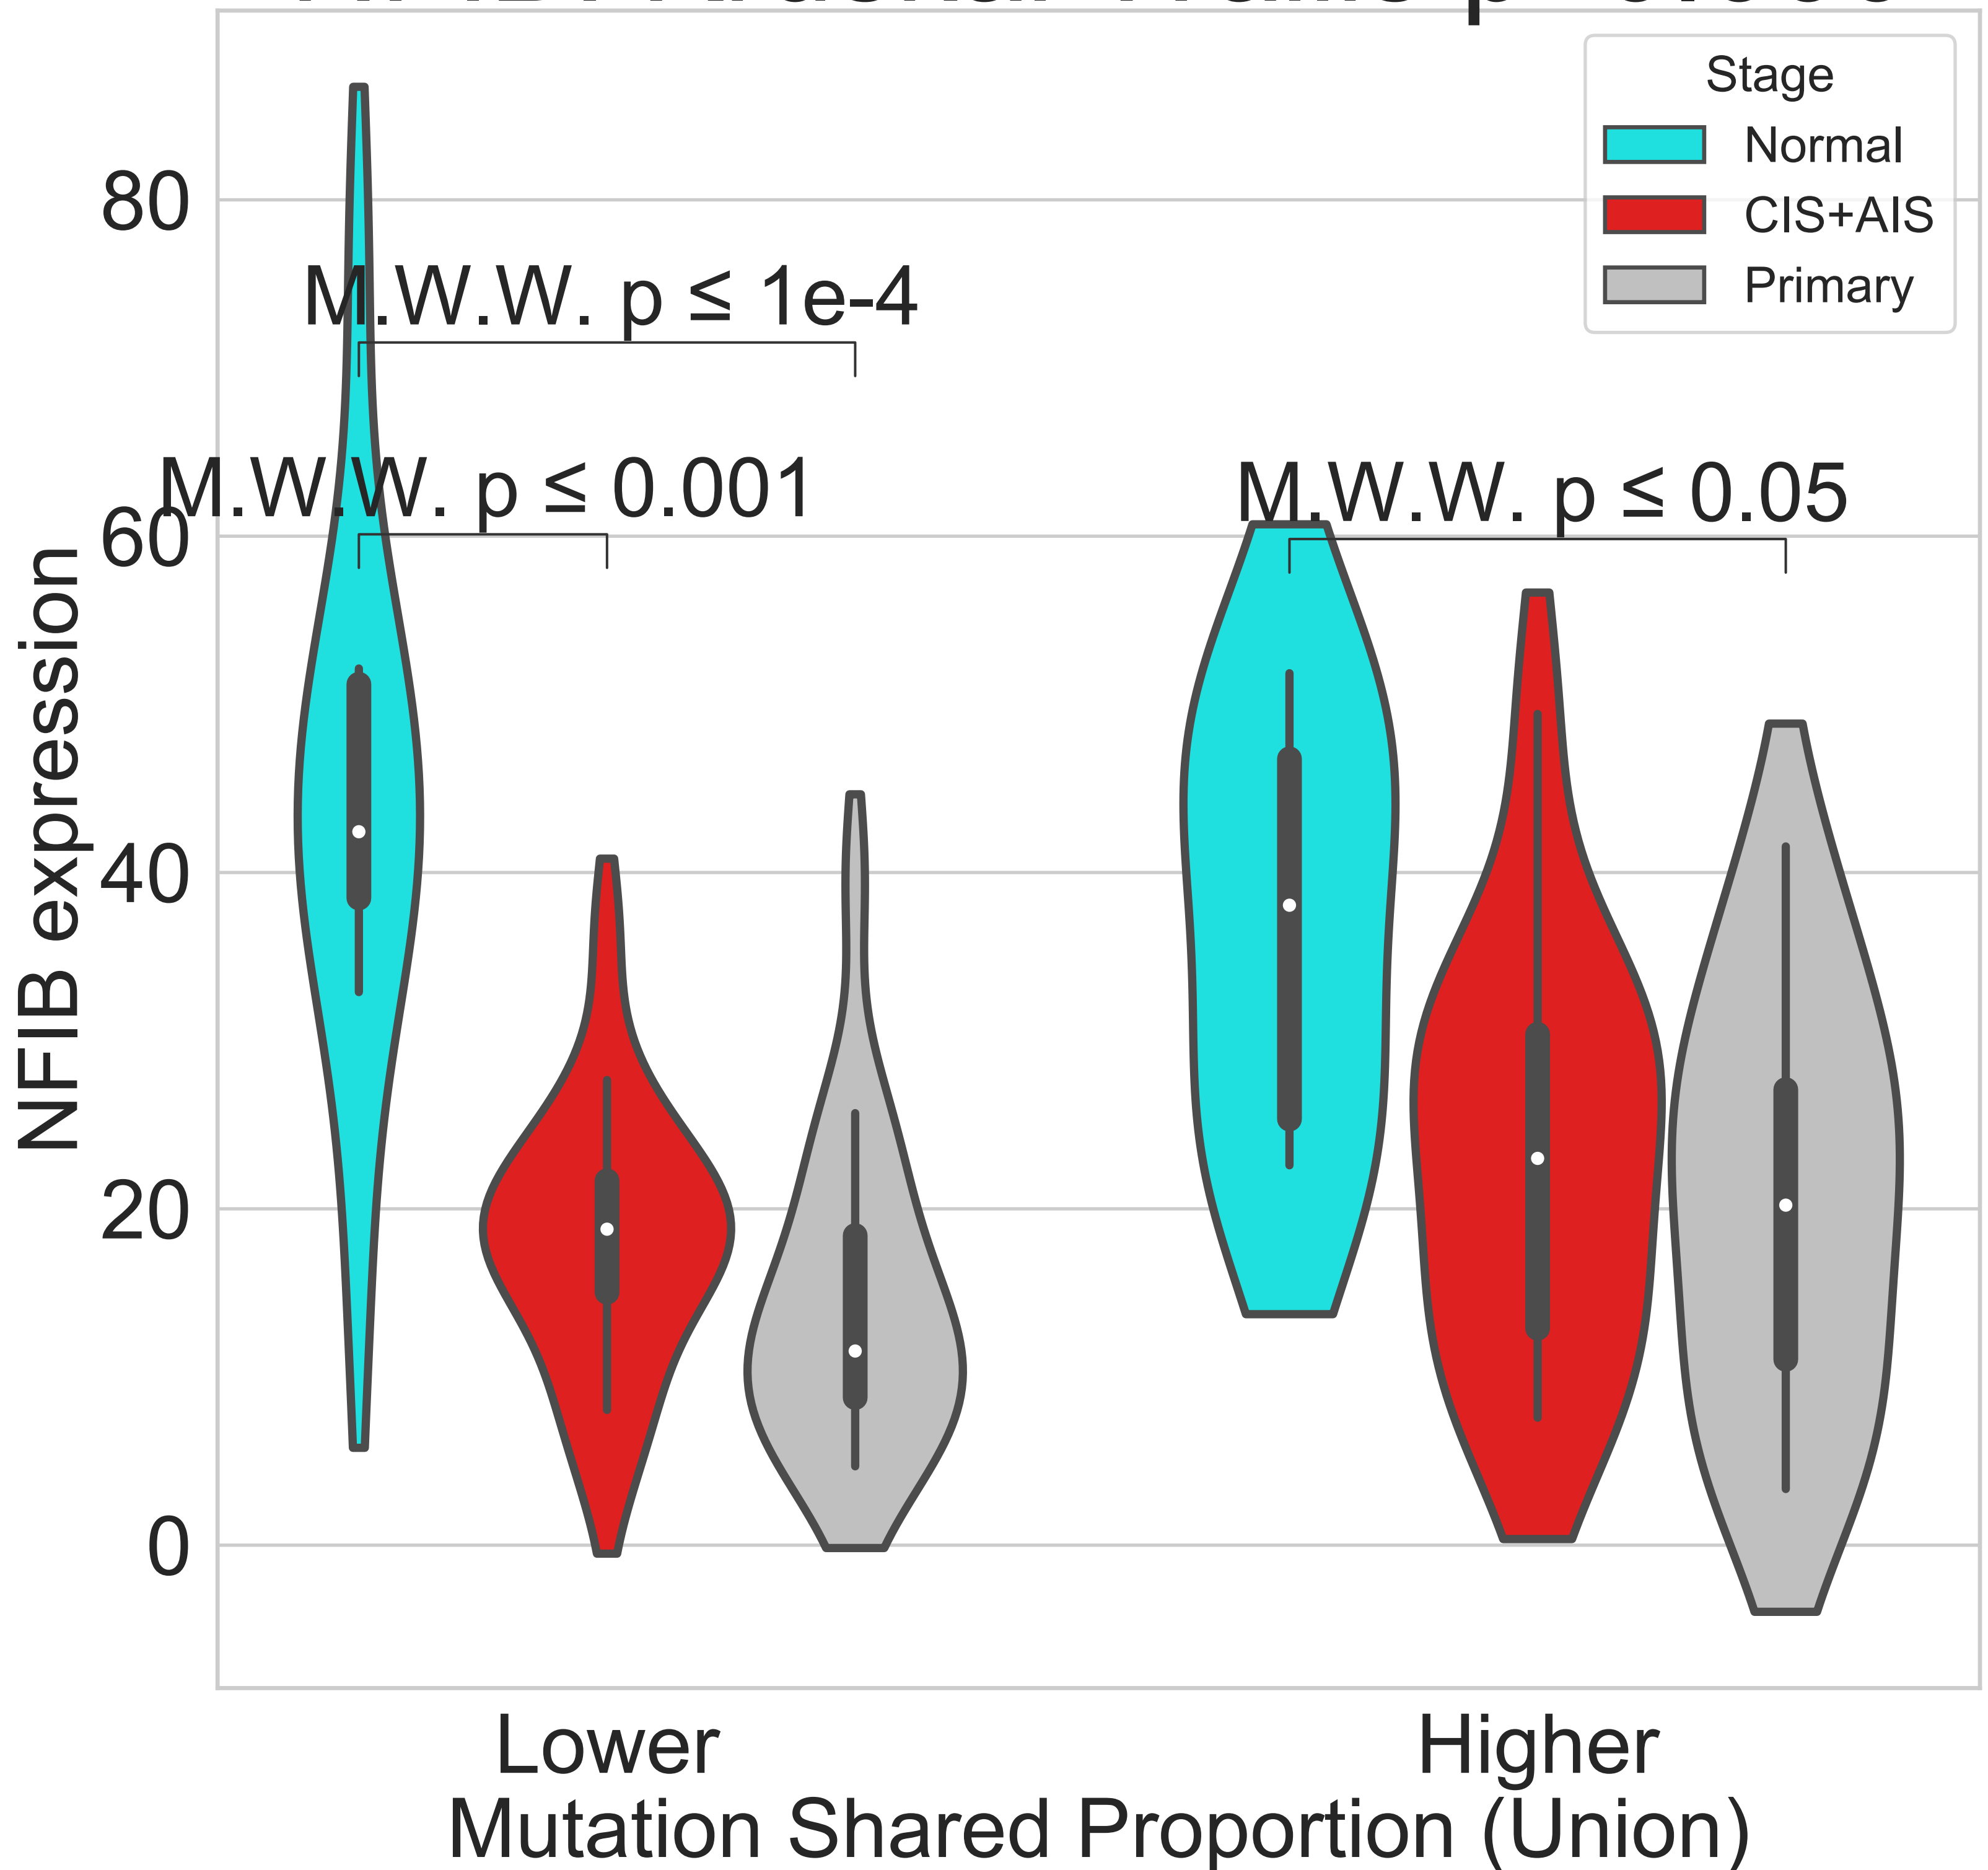 Stage
Normal
CIS+AIS
Primary
80
M.W.W. p ≤ 1e-4
M.W.W. p ≤ 0.001
M.W.W. p ≤ 0.05
60
40
20
0
NFIB expression
Lower
Higher
Mutation Shared Proportion (Union)